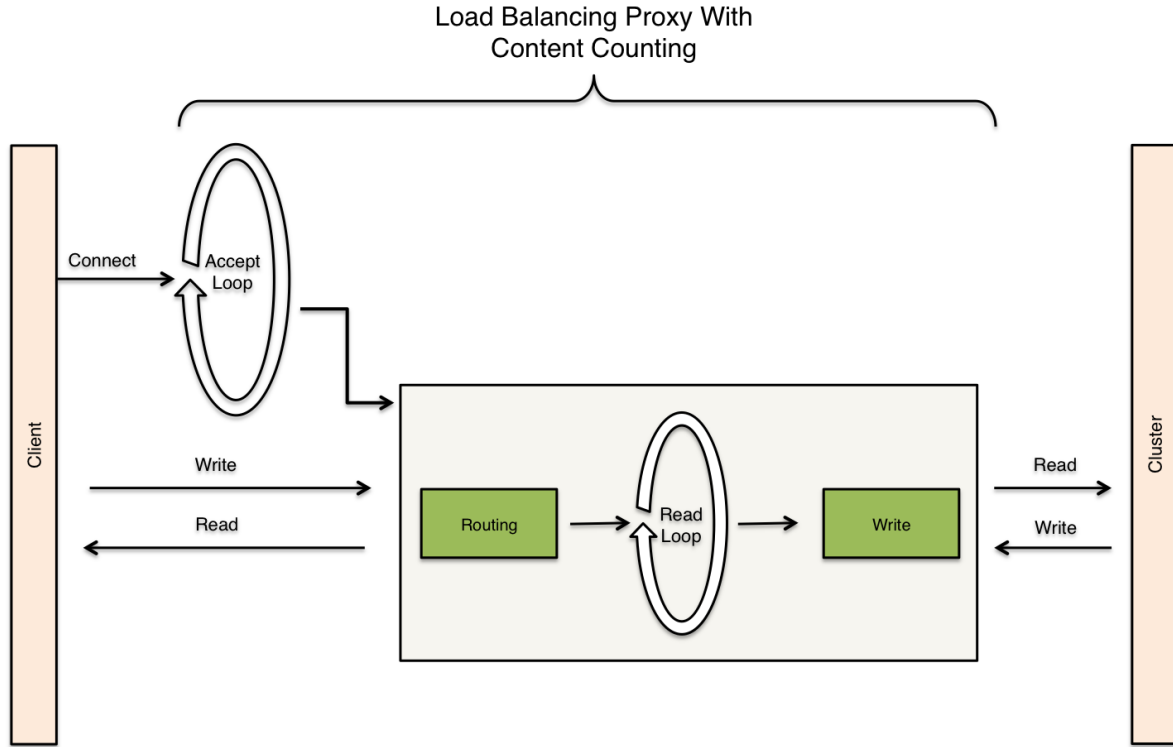 Load Balancing Proxy With
Content Counting
Connect
Accept
Loop
Client
Cluster
Write
Read
Read
Write
Routing
Read
Loop
Write